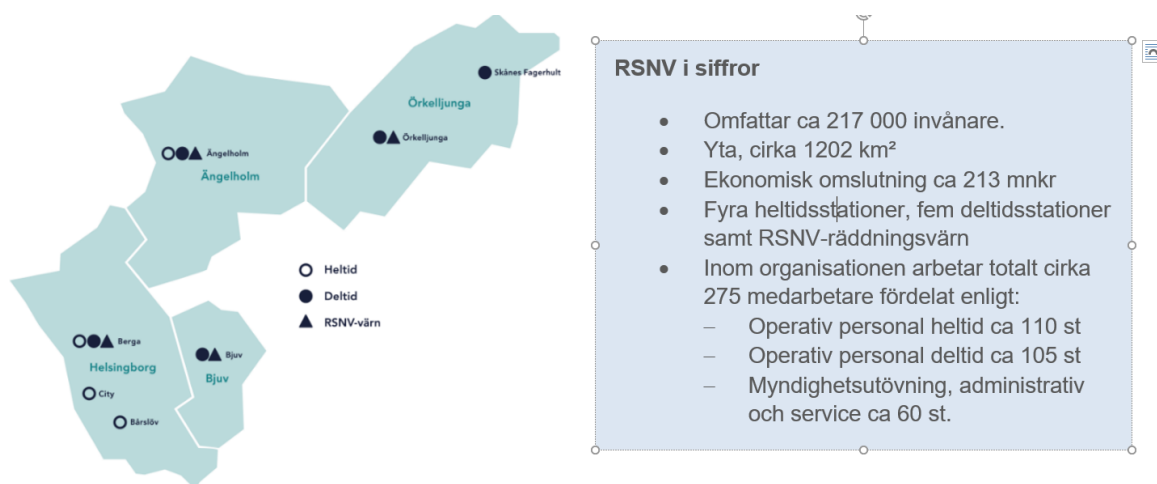 Skånes Fagerhult
Örkelljunga
Örkelljunga
Ängelholm
Ängelholm
Heltid
Deltid
RSNV-värn
Berga
Helsingborg
Bjuv
Bjuv
City
Bårslöv
RSNV i siffror
• Omfattar ca 217 000 invånare.
• Yta, cirka 1202 km²
• Ekonomisk omslutning ca 213 mnkr
• Fyra heltidsstationer, fem deltidsstationer
samt RSNV-räddningsvärn
• Inom organisationen arbetar totalt cirka
275 medarbetare fördelat enligt:
– Operativ personal heltid ca 110 st
– Operativ personal deltid ca 105 st
– Myndighetsutövning, administrativ
och service ca 60 st.